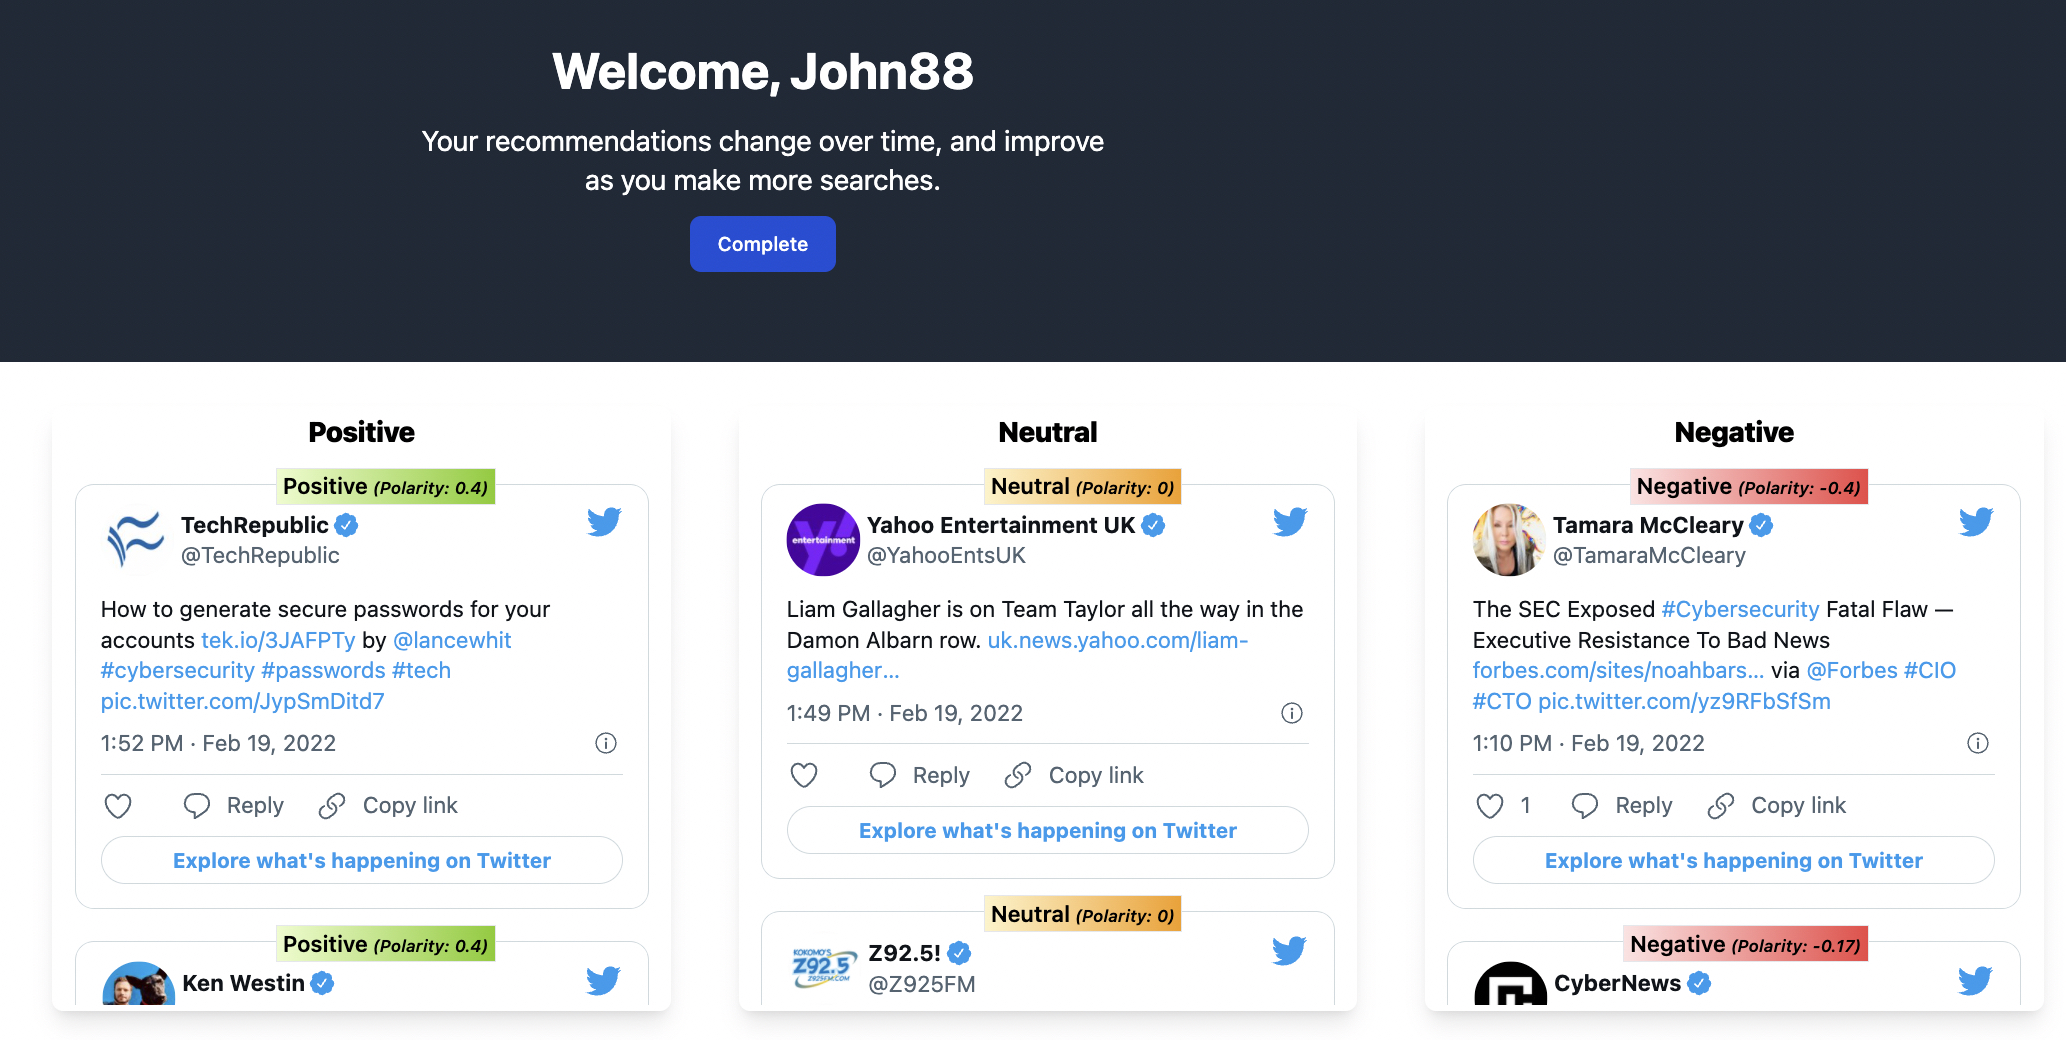 Welcome, John88
Your recommendations change over time, and improve
as you make more searches.
Complete
Positive
Positive (Polarity: 0.4)
TechRepublic
@TechRepublic
How to generate secure passwords for your
accounts tek.io/3JAFPTy by @lancewhit
#cybersecurity #passwords #tech
pic.twitter.com/JypSmDitd7
1:52 PM · Feb 19, 2022
Reply
Copy link
Explore what's happening on Twitter
Positive (Polarity: 0.4)
Ken Westin
Neutral
Neutral (Polarity: 0)
entertainment
Yahoo Entertainment UK
@YahooEntsUK
Liam Gallagher is on Team Taylor all the way in the
Damon Albarn row. uk.news.yahoo.com/liam-
gallagher...
1:49 PM · Feb 19, 2022
Reply
Copy link
Explore what's happening on Twitter
Neutral (Polarity: 0)
KOKOMO'S
Z92.5
Z925FM.COM
Z92.5!
@Z925FM
Negative
Negative (Polarity: -0.4)
Tamara McCleary
@TamaraMcCleary
The SEC Exposed #Cybersecurity Fatal Flaw —
Executive Resistance To Bad News
forbes.com/sites/noahbars... via @Forbes #CIO
#CTO pic.twitter.com/yz9RFbSfSm
1:10 PM · Feb 19, 2022
1
Reply
Copy link
Explore what's happening on Twitter
Negative (Polarity: -0.17)
CyberNews